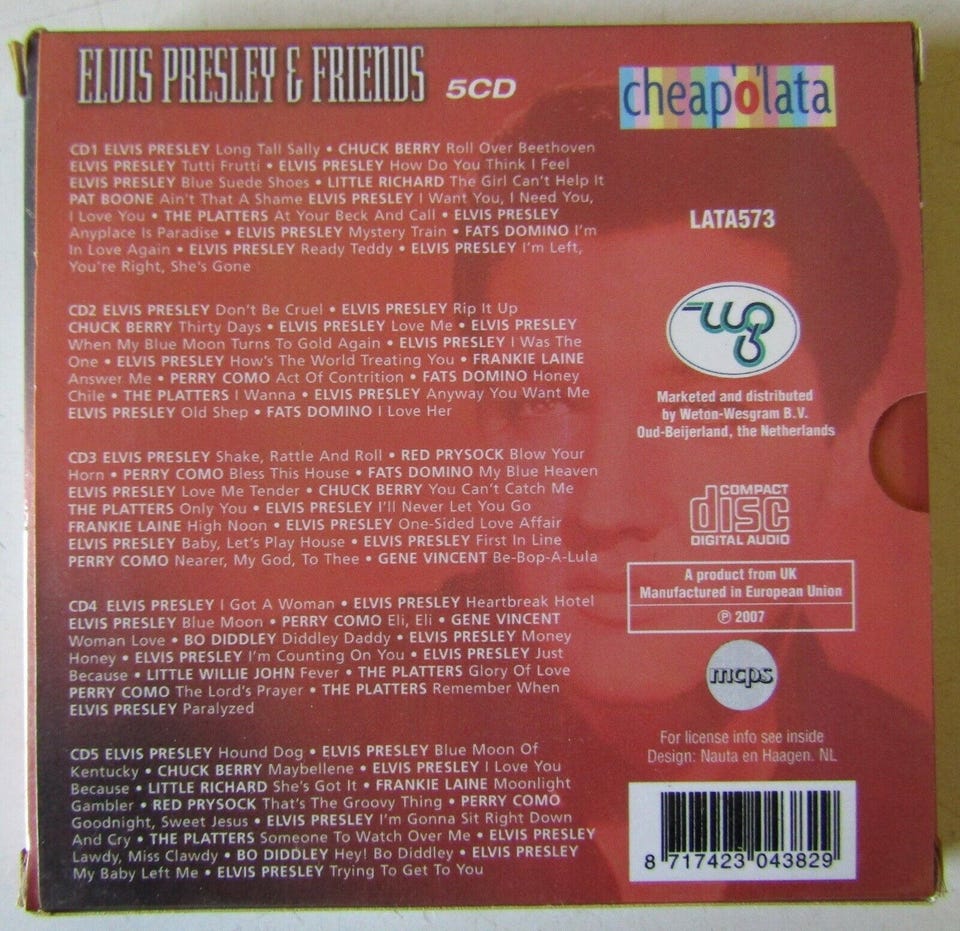 ELVIS PRESLEY & FRIENDS 5CD
CD1 ELVIS PRESLEY Long Tall Sally • CHUCK BERRY Roll Over Beethoven
ELVIS PRESLEY Tutti Frutti • ELVIS PRESLEY How Do You Think I Feel
ELVIS PRESLEY Blue Suede Shoes • LITTLE RICHARD The Girl Can't Help It
PAT BOONE Ain't That A Shame ELVIS PRESLEY I Want You, I Need You,
I Love You • THE PLATTERS At Your Beck And Call • ELVIS PRESLEY
Anyplace Is Paradise • ELVIS PRESLEY Mystery Train • FATS DOMINO I'm
In Love Again • ELVIS PRESLEY Ready Teddy • ELVIS PRESLEY I'm Left,
You're Right, She's Gone
CD2 ELVIS PRESLEY Don't Be Cruel • ELVIS PRESLEY Rip It Up
CHUCK BERRY Thirty Days • ELVIS PRESLEY Love Me • ELVIS PRESLEY
When My Blue Moon Turns To Gold Again • ELVIS PRESLEY I Was The
One • ELVIS PRESLEY How's The World Treating You • FRANKIE LAINE
Answer Me • PERRY COMO Act Of Contrition • FATS DOMINO Honey
Chile • THE PLATTERS I Wanna • ELVIS PRESLEY Anyway You Want Me
ELVIS PRESLEY Old Shep • FATS DOMINO I Love Her
CD3 ELVIS PRESLEY Shake, Rattle And Roll • RED PRYSOCK Blow Your
Horn • PERRY COMO Bless This House • FATS DOMINO My Blue Heaven
ELVIS PRESLEY Love Me Tender • CHUCK BERRY You Can't Catch Me
THE PLATTERS Only You • ELVIS PRESLEY I'll Never Let You Go
FRANKIE LAINE High Noon • ELVIS PRESLEY One-Sided Love Affair
ELVIS PRESLEY Baby, Let's Play House • ELVIS PRESLEY First In Line
PERRY COMO Nearer, My God, To Thee • GENE VINCENT Be-Bop-A-Lula
CD4 ELVIS PRESLEY I Got A Woman • ELVIS PRESLEY Heartbreak Hotel
ELVIS PRESLEY Blue Moon • PERRY COMO Eli, Eli • GENE VINCENT
Woman Love • BO DIDDLEY Diddley Daddy • ELVIS PRESLEY Money
Honey • ELVIS PRESLEY I'm Counting On You • ELVIS PRESLEY Just
Because • LITTLE WILLIE JOHN Fever • THE PLATTERS Glory Of Love
PERRY COMO The Lord's Prayer • THE PLATTERS Remember When
ELVIS PRESLEY Paralyzed
CD5 ELVIS PRESLEY Hound Dog • ELVIS PRESLEY Blue Moon Of
Kentucky • CHUCK BERRY Maybellene • ELVIS PRESLEY I Love You
Because • LITTLE RICHARD She's Got It • FRANKIE LAINE Moonlight
Gambler • RED PRYSOCK That's The Groovy Thing • PERRY COMO
Goodnight, Sweet Jesus • ELVIS PRESLEY I'm Gonna Sit Right Down
And Cry • THE PLATTERS Someone To Watch Over Me • ELVIS PRESLEY
Lawdy, Miss Clawdy • BO DIDDLEY Hey! Bo Diddley • ELVIS PRESLEY
My Baby Left Me • ELVIS PRESLEY Trying To Get To You
cheap'o'lata
LATA573
Marketed and distributed
by Weton-Wesgram B.V.
Oud-Beijerland, the Netherlands
COMPACT
disc
DIGITAL AUDIO
A product from UK
Manufactured in European Union
℗ 2007
mcps
For license info see inside
Design: Nauta en Haagen. NL
8 717423 043829